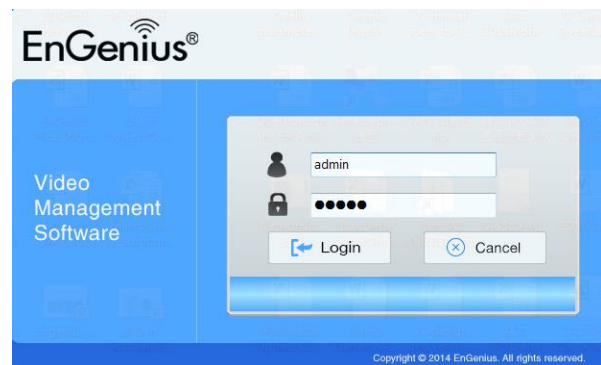 EnGenius®
Video
Management
Software
admin
●●●●●
Login
Cancel
Copyright © 2014 EnGenius. All rights reserved.